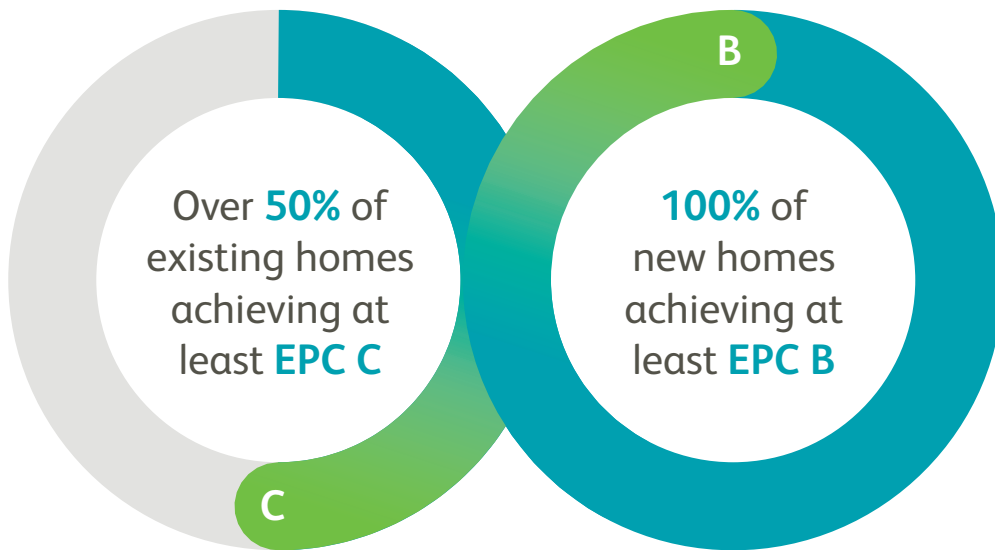 B
Over 50% of
existing homes
achieving at
least EPC C
100% of
new homes
achieving at
least EPC B
C